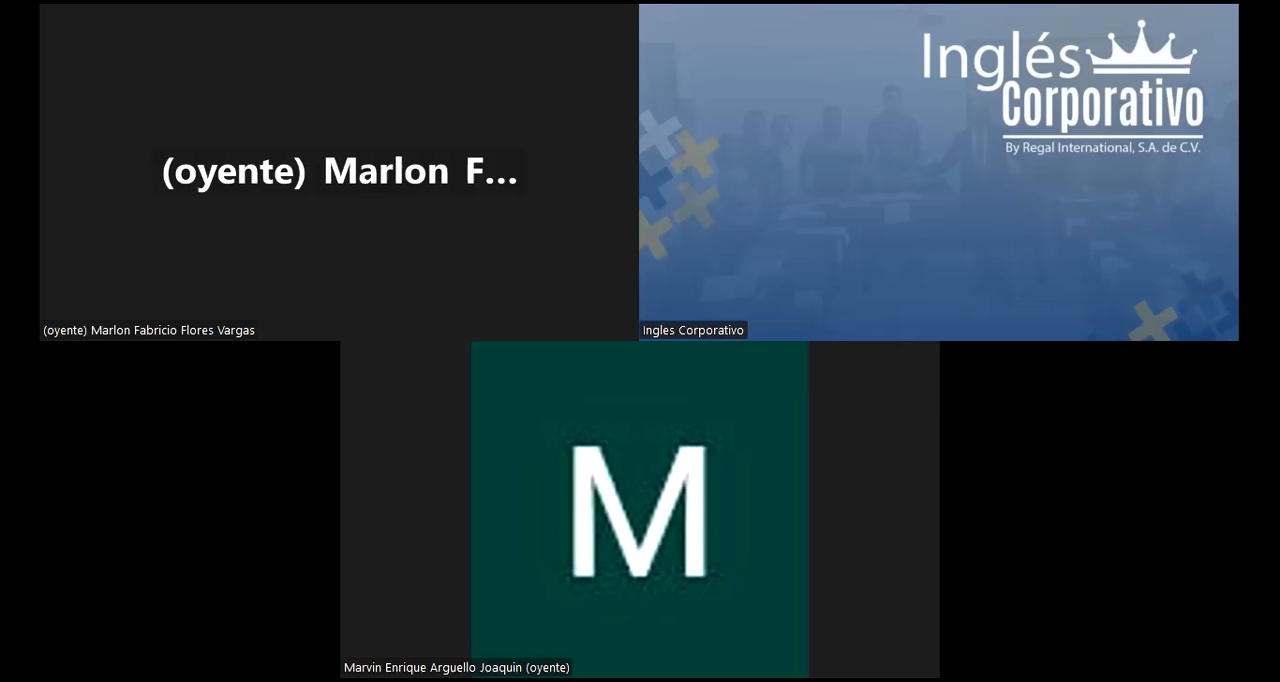 (oyente) Marlon F...
(oyente) Marlon Fabricio Flores Vargas
Inglés
Corporativo
By Regal International, S.A. de C.V.
Ingles Corporativo
M
Marvin Enrique Arguello Joaquin (oyente)